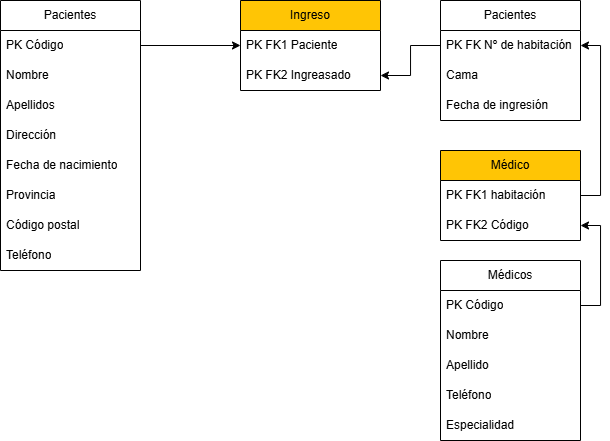 Pacientes
PK Código
Nombre
Apellidos
Dirección
Fecha de nacimiento
Provincia
Código postal
Teléfono
Ingreso
PK FK1 Paciente
PK FK2 Ingreasado
Pacientes
PK FK Nº de habitación
Cama
Fecha de ingresión
Médico
PK FK1 habitación
PK FK2 Código
Médicos
PK Código
Nombre
Apellido
Teléfono
Especialidad